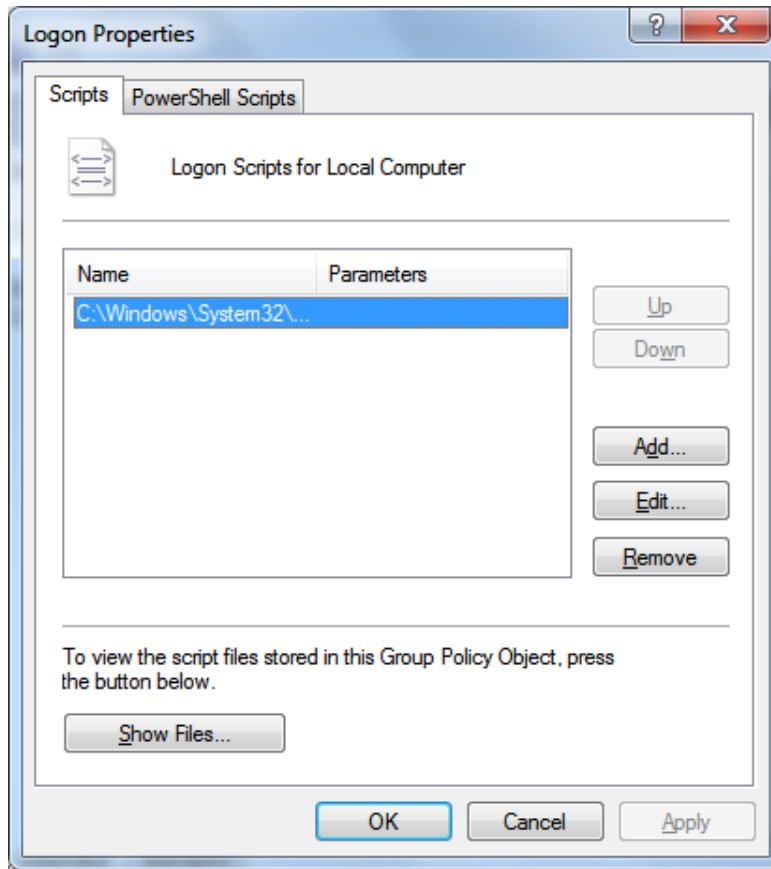 Logon Properties
Scripts
PowerShell Scripts
Logon Scripts for Local Computer
Name Parameters
C:\Windows\System32\...
Up
Down
Add...
Edit...
Remove
To view the script files stored in this Group Policy Object, press
the button below.
Show Files...
OK Cancel Apply